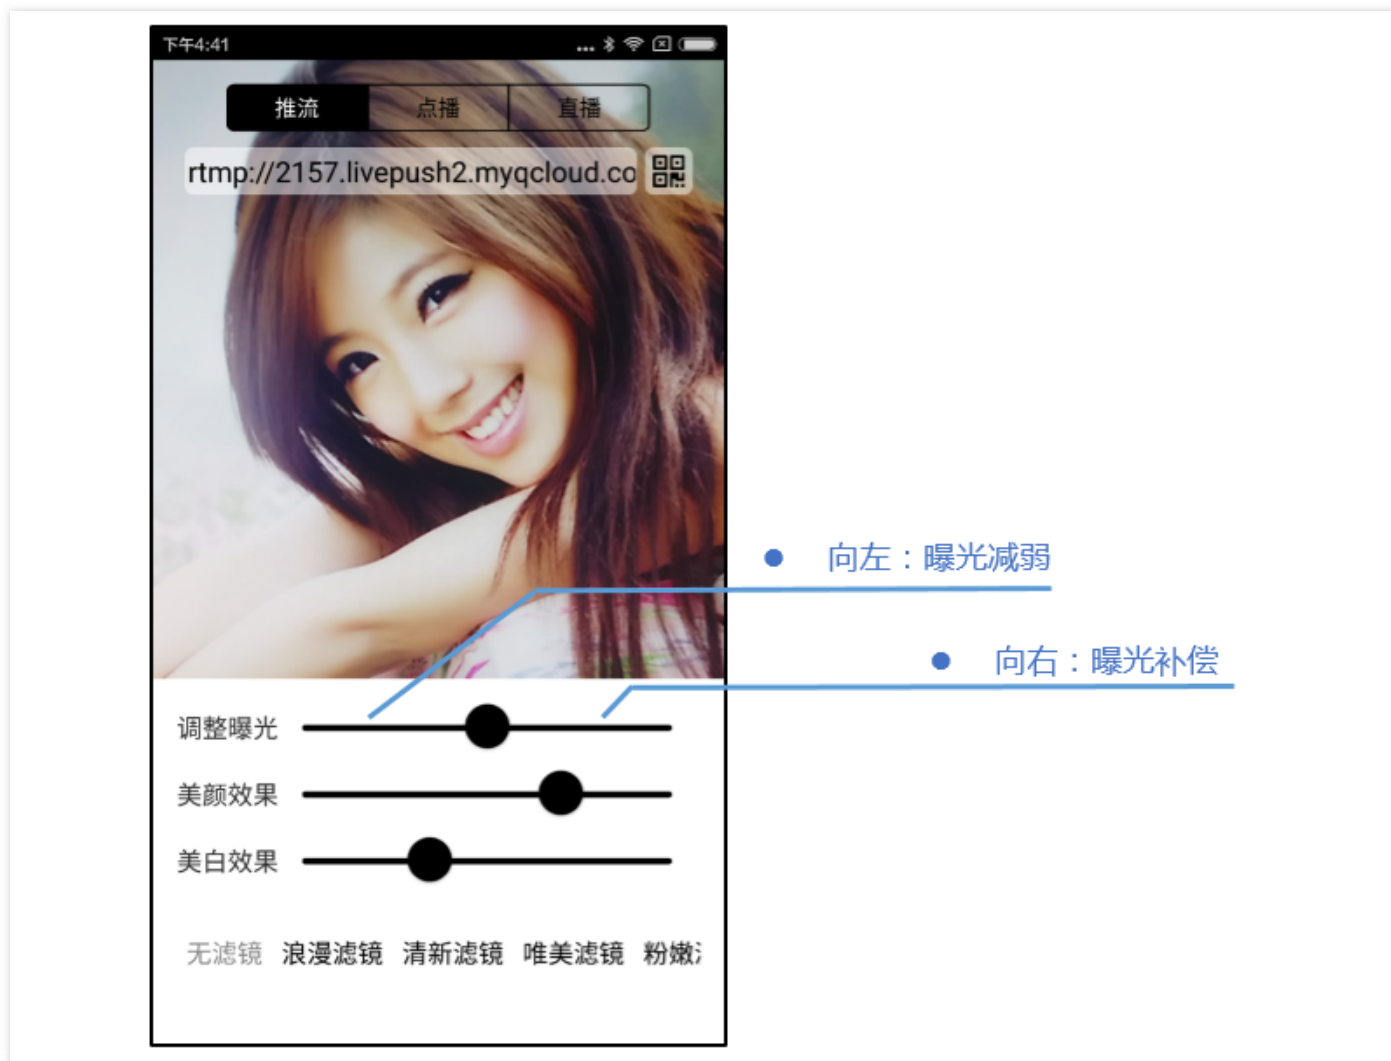 下午4:41
推流 点播 直播
rtmp://2157.livepush2.myqcloud.co
向左：曝光减弱
向右：曝光补偿
调整曝光
美颜效果
美白效果
无滤镜 浪漫滤镜 清新滤镜 唯美滤镜 粉嫩